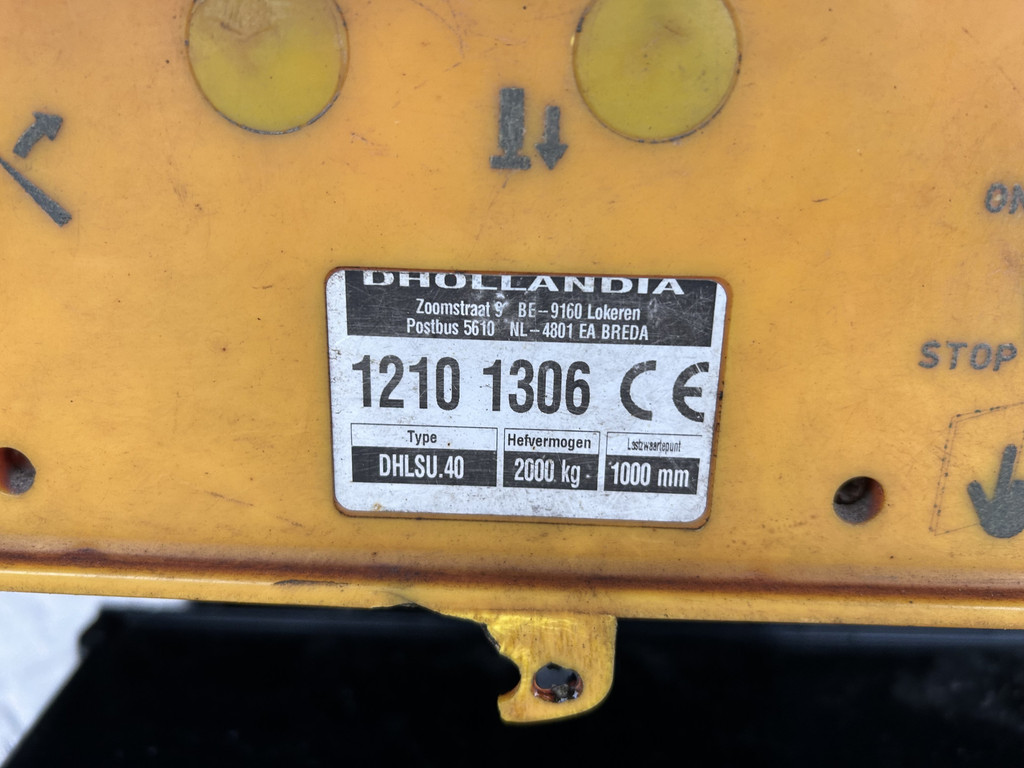 ON
DHOLLANDIA
Zoomstraat 9 BE-9160 Lokeren
Postbus 5610 NL-4801 EA BREDA
STOP
1210 1306 CE
Type Hefvermogen Lastzwaartepunt
DHLSU.40 2000 kg. 1000 mm